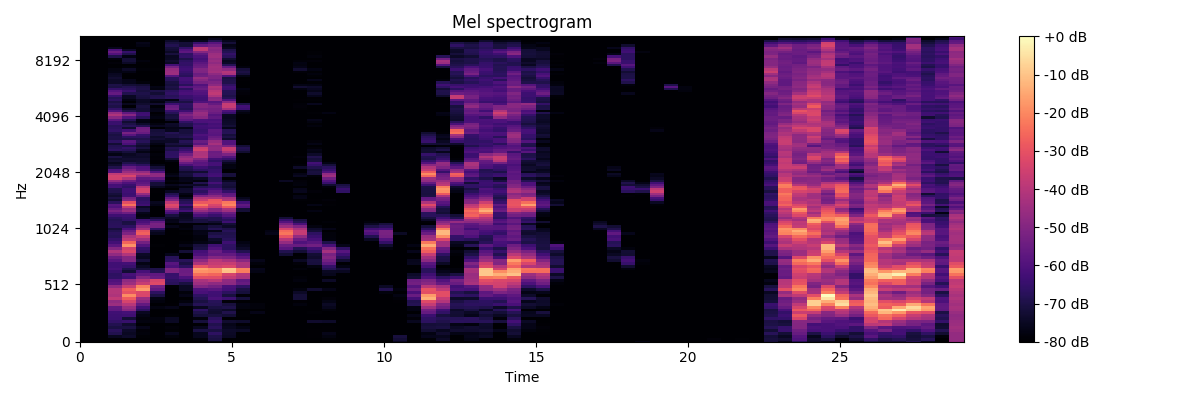 Mel spectrogram
8192
4096
2048
1024
512
0
Hz
0 5 10 15 20 25
Time
+0 dB
-10 dB
-20 dB
-30 dB
-40 dB
-50 dB
-60 dB
-70 dB
-80 dB